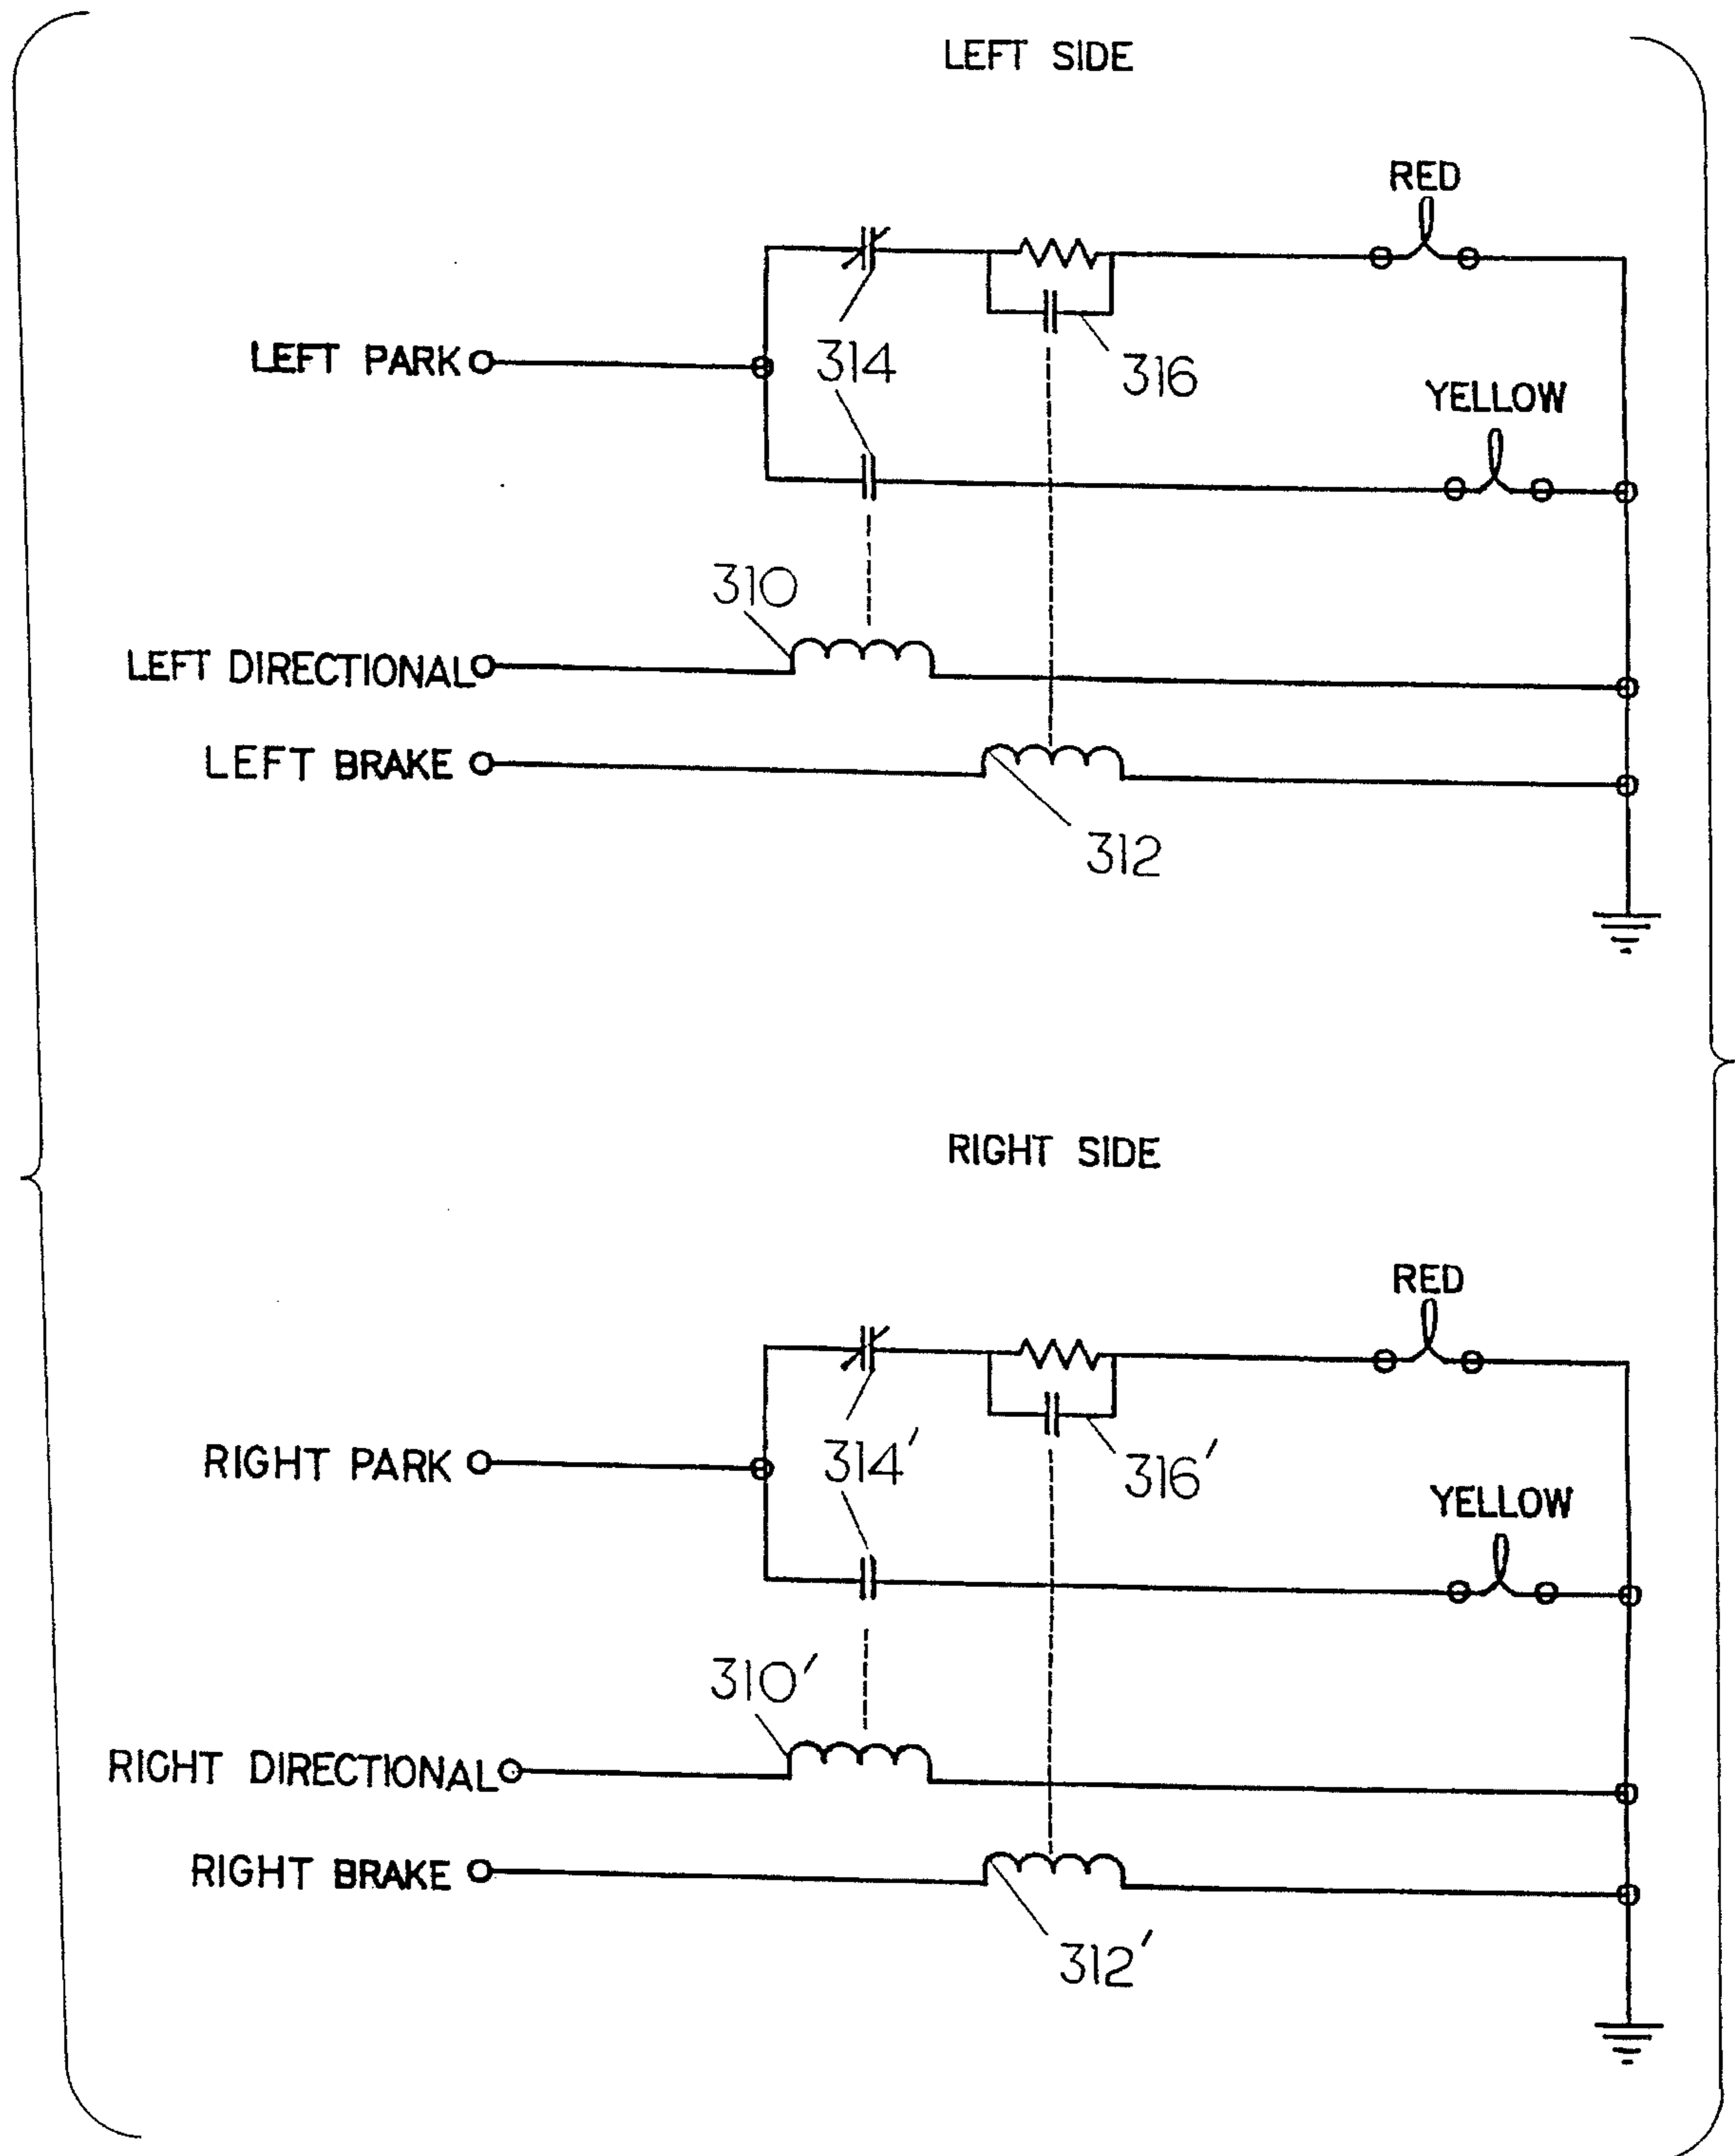 LEFT SIDE
RED
LEFT PARK
314
316
YELLOW
310
LEFT DIRECTIONAL
LEFT BRAKE
312
RIGHT SIDE
RED
RIGHT PARK
314'
316'
YELLOW
310'
RIGHT DIRECTIONAL
RIGHT BRAKE
312'